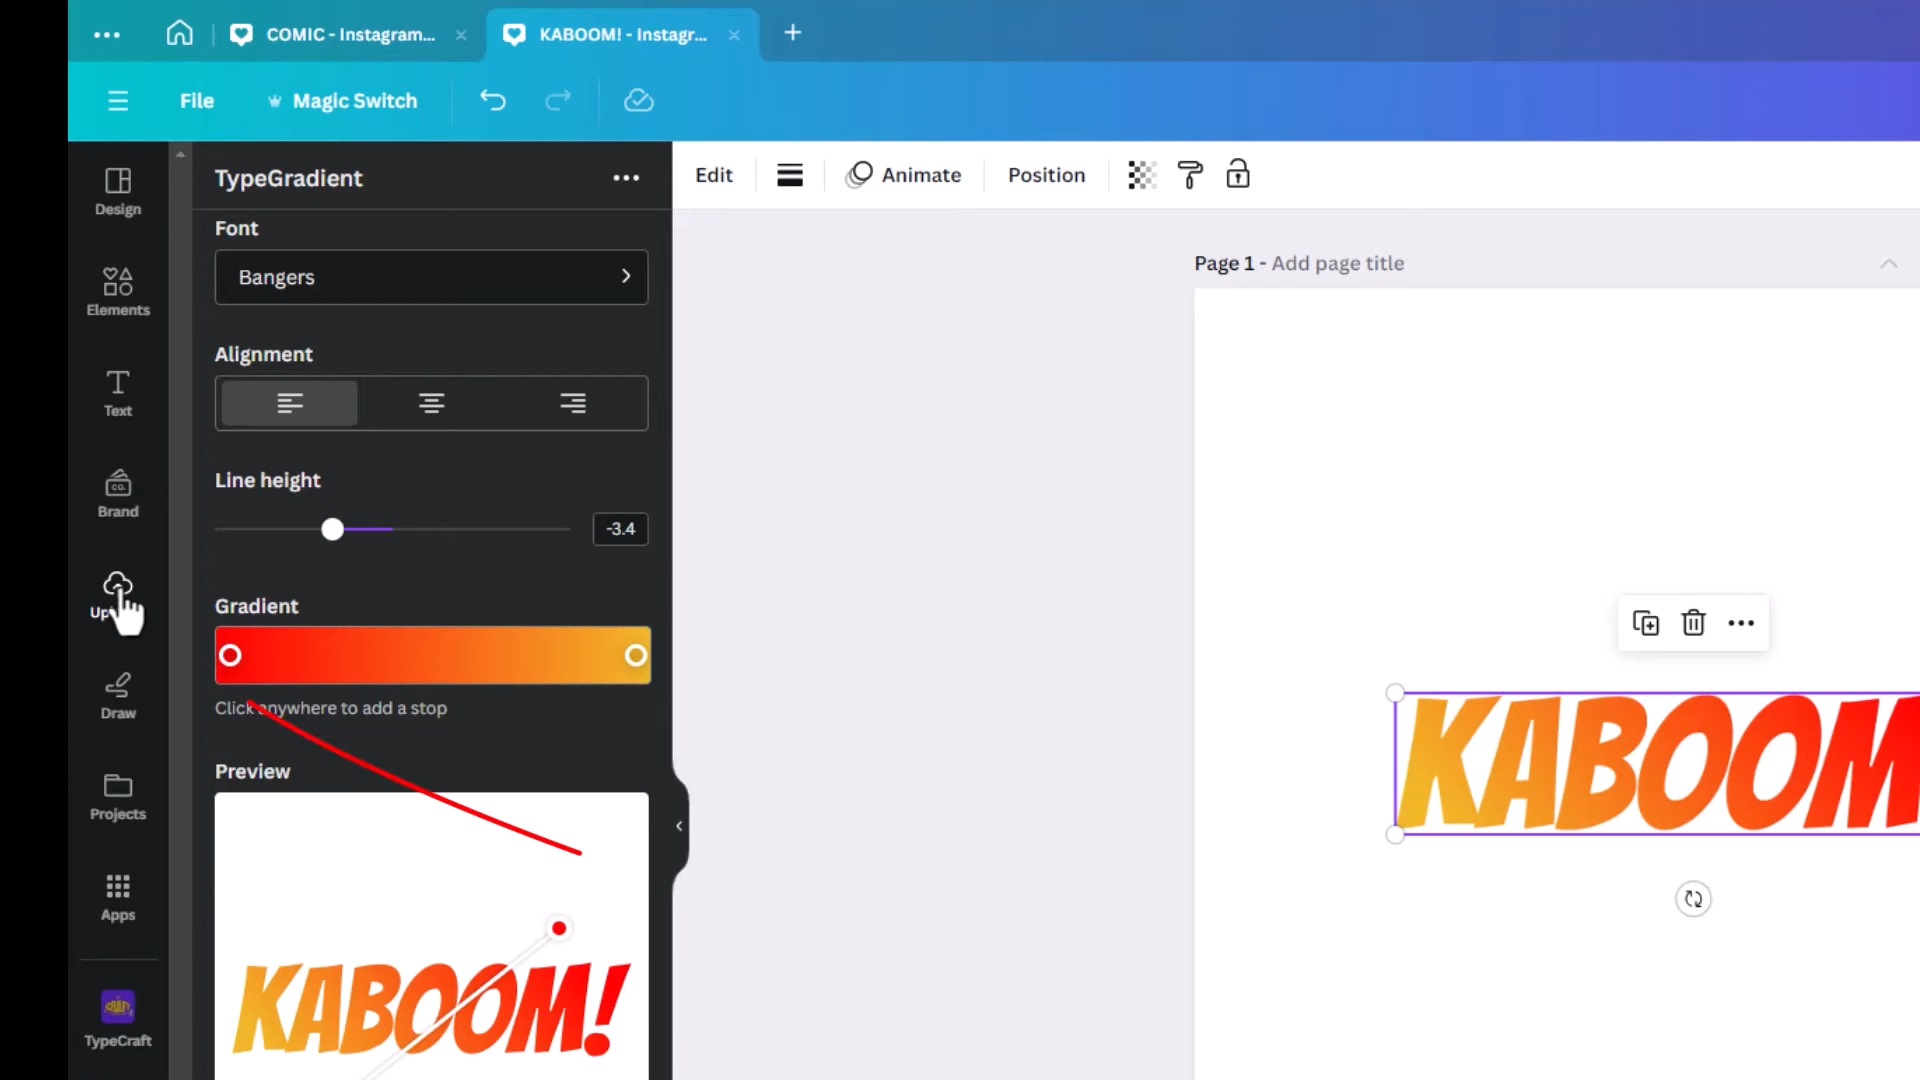 COMIC - Instagram...
KABOOM! - Instagr...
File
Magic Switch
Design
Elements
Text
Brand
CO.
Draw
Projects
Apps
CRAFT
TypeCraft
TypeGradient
Font
Bangers
Alignment
Line height
-3.4
Gradient
Click anywhere to add a stop
Preview
KABOOM!
Edit
Animate
Position
Page 1 - Add page title
KABOOM